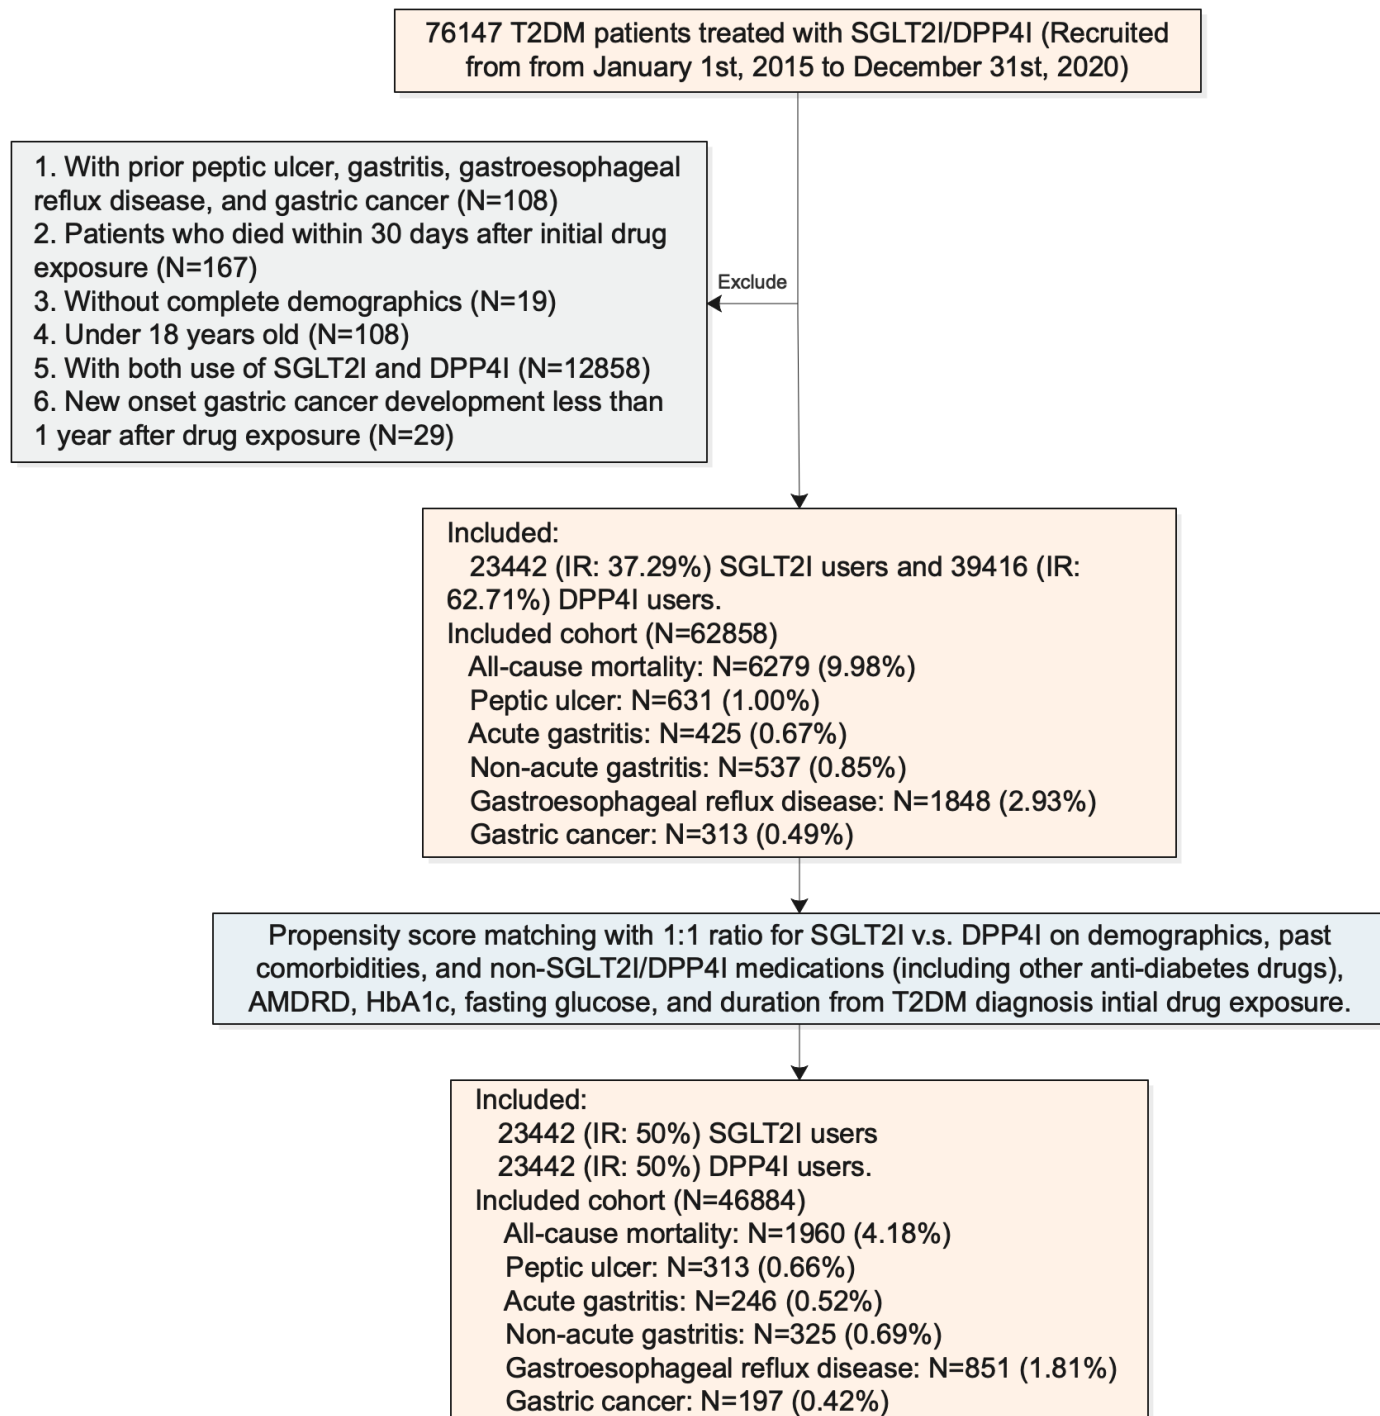 76147 T2DM patients treated with SGLT2I/DPP4I (Recruited
from from January 1st, 2015 to December 31st, 2020)
1. With prior peptic ulcer, gastritis, gastroesophageal
reflux disease, and gastric cancer (N=108)
2. Patients who died within 30 days after initial drug
exposure (N=167)
3. Without complete demographics (N=19)
4. Under 18 years old (N=108)
5. With both use of SGLT2I and DPP4I (N=12858)
6. New onset gastric cancer development less than
1 year after drug exposure (N=29)
Exclude
Included:
23442 (IR: 37.29%) SGLT2I users and 39416 (IR:
62.71%) DPP4I users.
Included cohort (N=62858)
All-cause mortality: N=6279 (9.98%)
Peptic ulcer: N=631 (1.00%)
Acute gastritis: N=425 (0.67%)
Non-acute gastritis: N=537 (0.85%)
Gastroesophageal reflux disease: N=1848 (2.93%)
Gastric cancer: N=313 (0.49%)
Propensity score matching with 1:1 ratio for SGLT2I v.s. DPP4I on demographics, past
comorbidities, and non-SGLT2I/DPP4I medications (including other anti-diabetes drugs),
AMDRD, HbA1c, fasting glucose, and duration from T2DM diagnosis intial drug exposure.
Included:
23442 (IR: 50%) SGLT2I users
23442 (IR: 50%) DPP4I users.
Included cohort (N=46884)
All-cause mortality: N=1960 (4.18%)
Peptic ulcer: N=313 (0.66%)
Acute gastritis: N=246 (0.52%)
Non-acute gastritis: N=325 (0.69%)
Gastroesophageal reflux disease: N=851 (1.81%)
Gastric cancer: N=197 (0.42%)